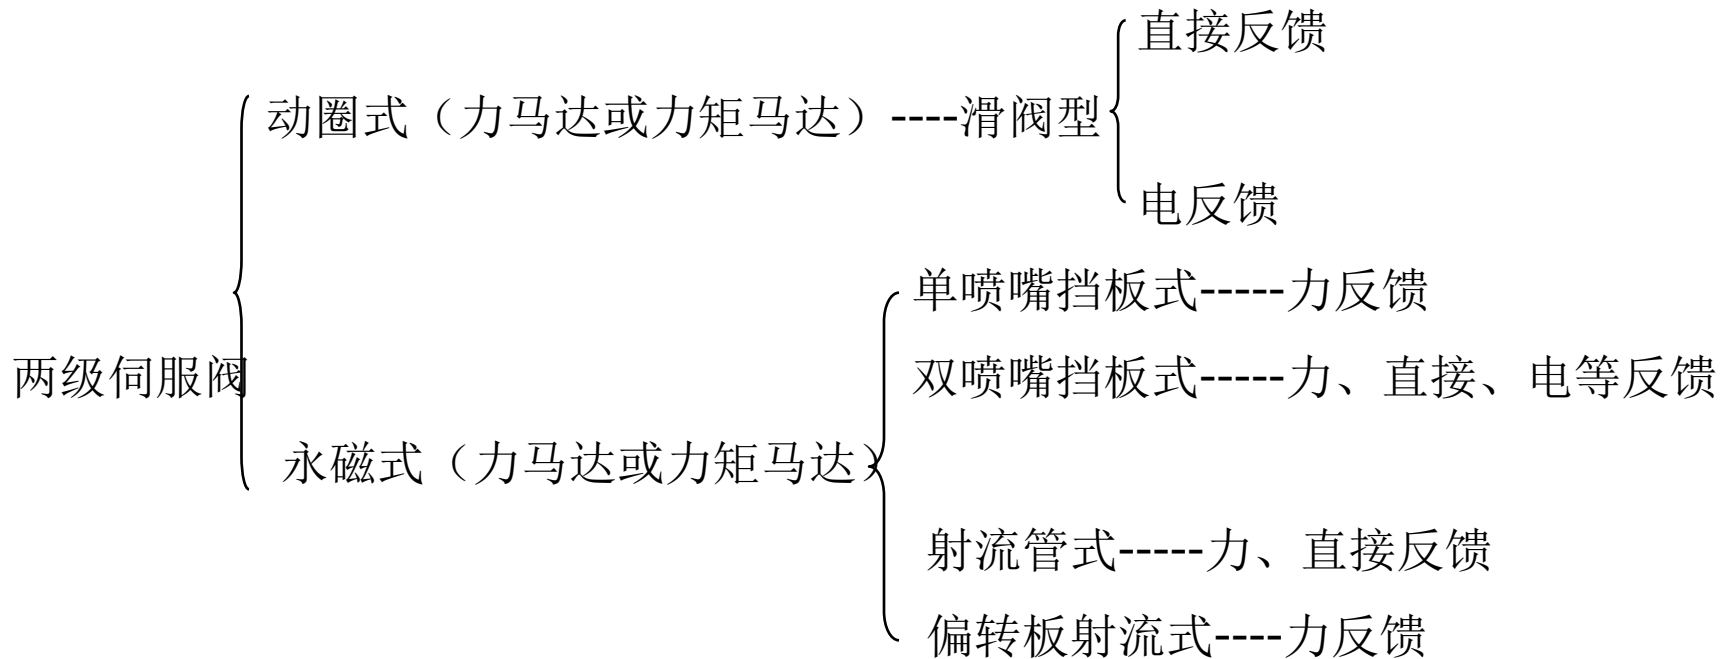 直接反馈
动圈式（力马达或力矩马达）----滑阀型
电反馈
单喷嘴挡板式-----力反馈
两级伺服阀
双喷嘴挡板式-----力、直接、电等反馈
永磁式（力马达或力矩马达）
射流管式-----力、直接反馈
偏转板射流式----力反馈